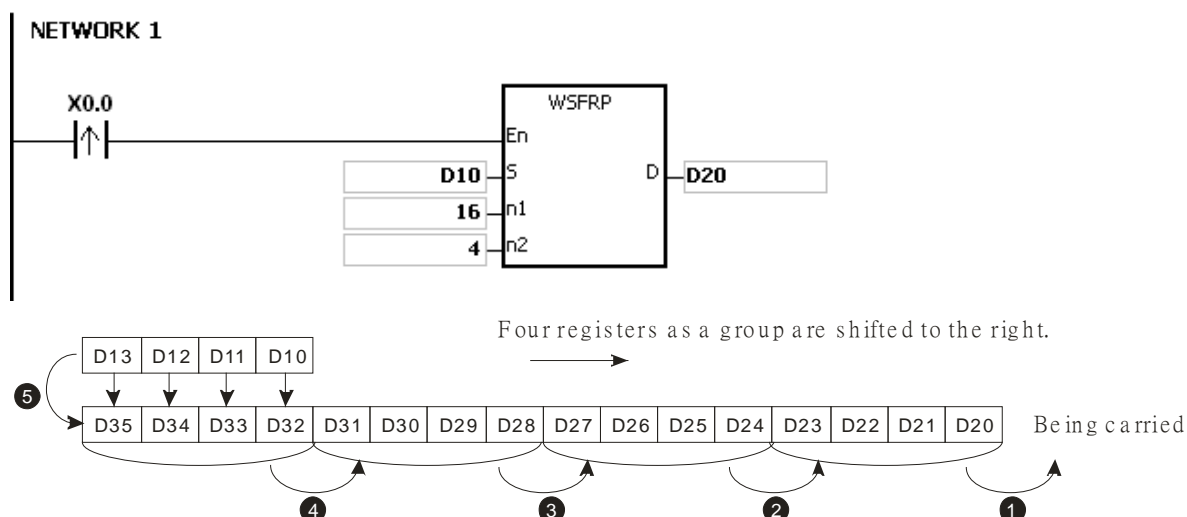 NETWORK 1
X0.0
WSFRP
En
D10 S D D20
16 n1
4 n2
Four registers as a group are shifted to the right.
D13 D12 D11 D10
5
D35 D34 D33 D32 D31 D30 D29 D28 D27 D26 D25 D24 D23 D22 D21 D20 Being carried
4 3 2 1